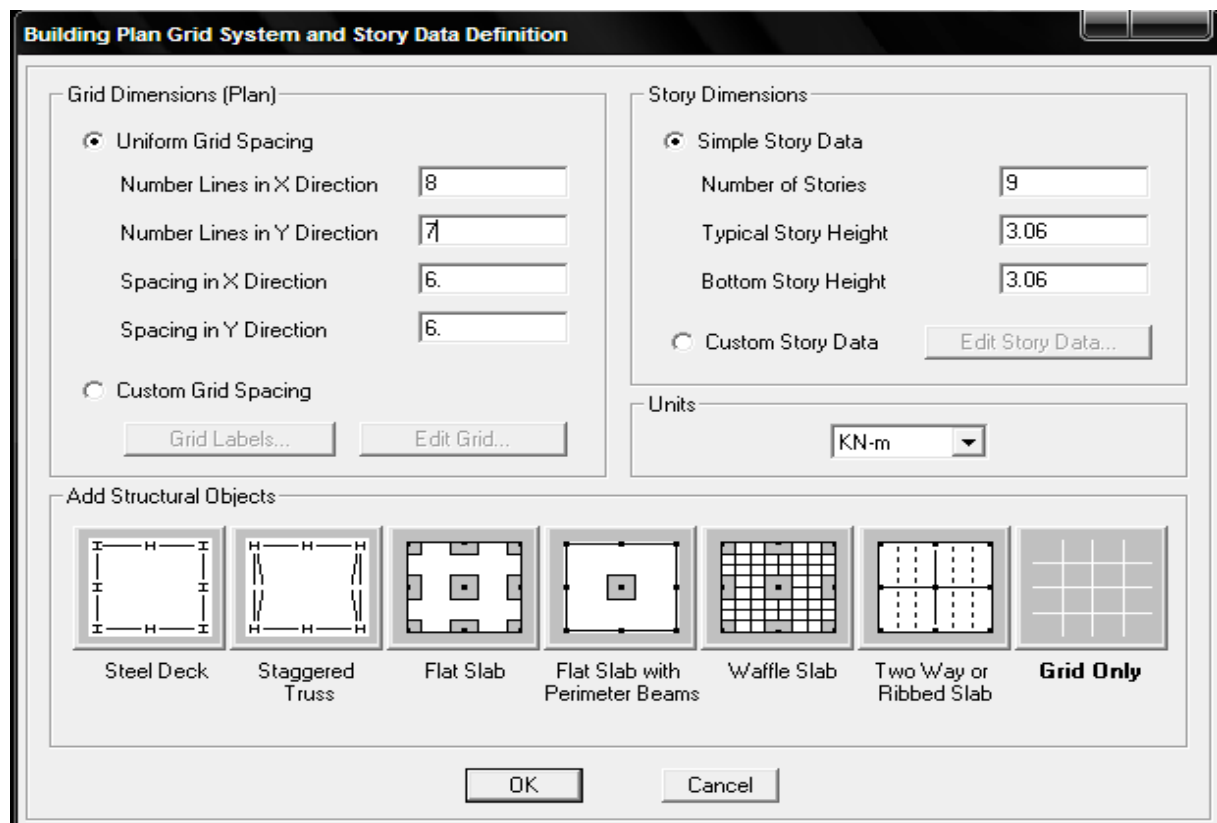 Building Plan Grid System and Story Data Definition
Grid Dimensions (Plan)
Uniform Grid Spacing
Number Lines in X Direction 8
Number Lines in Y Direction 7
Spacing in X Direction 6.
Spacing in Y Direction 6.
Custom Grid Spacing
Grid Labels... Edit Grid...
Story Dimensions
Simple Story Data
Number of Stories 9
Typical Story Height 3.06
Bottom Story Height 3.06
Custom Story Data Edit Story Data...
Units
KN-m
Add Structural Objects
Steel Deck
Staggered
Truss
Flat Slab
Flat Slab with
Perimeter Beams
Waffle Slab
Two Way or
Ribbed Slab
Grid Only
OK Cancel